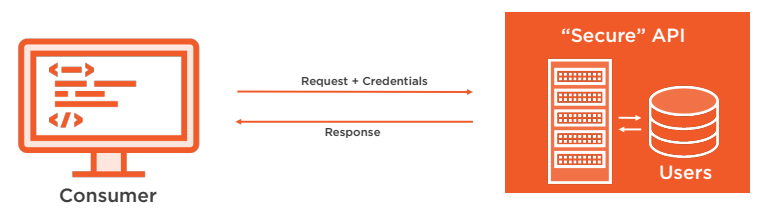 “Secure” API
<—>
Request + Credentials
</>
Response
Users
Consumer